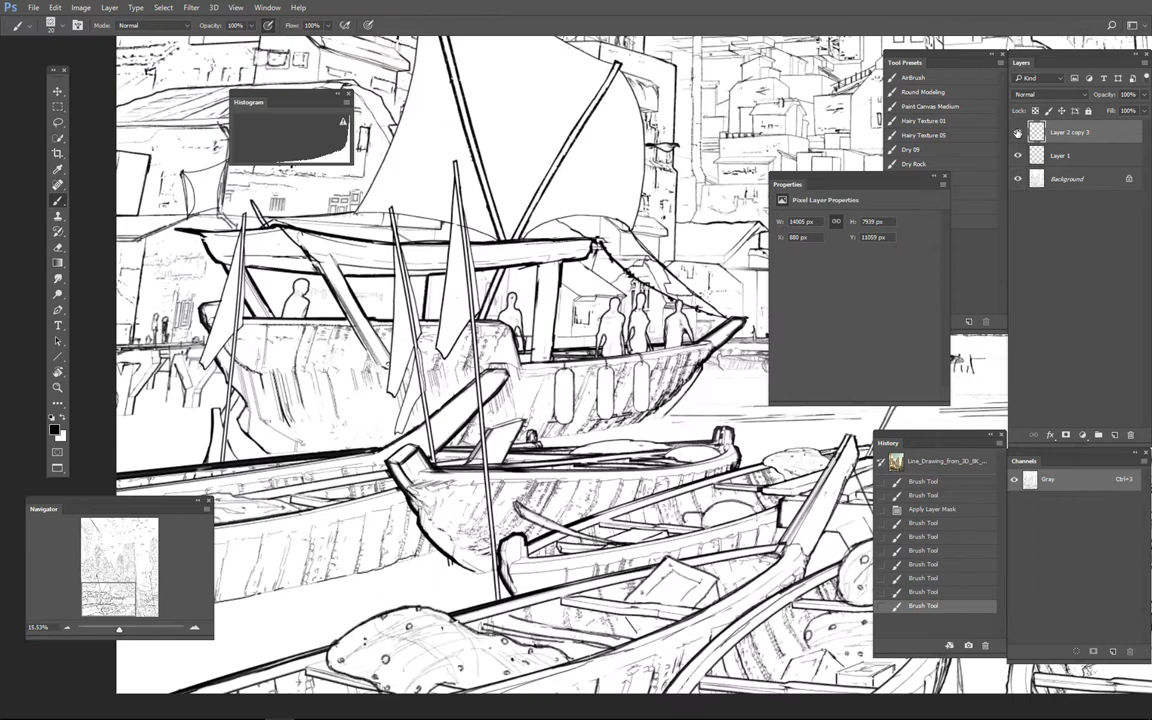 Ps File Edit Image Layer Type Select Filter 3D View Window Help
20 Mode: Normal Opacity: 100% Flow: 100%
Histogram
Tool Presets
AirBrush
Round Modeling
Paint Canvas Medium
Hairy Texture 01
Hairy Texture 05
Dry 09
Dry Rock
Layers
Kind
Normal Opacity: 100%
Lock: Fill: 100%
Layer 2 copy 3
Layer 1
Background
Properties
Pixel Layer Properties
W: 14005 px H: 7939 px
X: 680 px Y: 11059 px
History
Line_Drawing_from_3D_8K_...
Brush Tool
Brush Tool
Apply Layer Mask
Brush Tool
Brush Tool
Brush Tool
Brush Tool
Brush Tool
Brush Tool
Brush Tool
Channels
Gray Ctrl+3
Navigator
15.53%